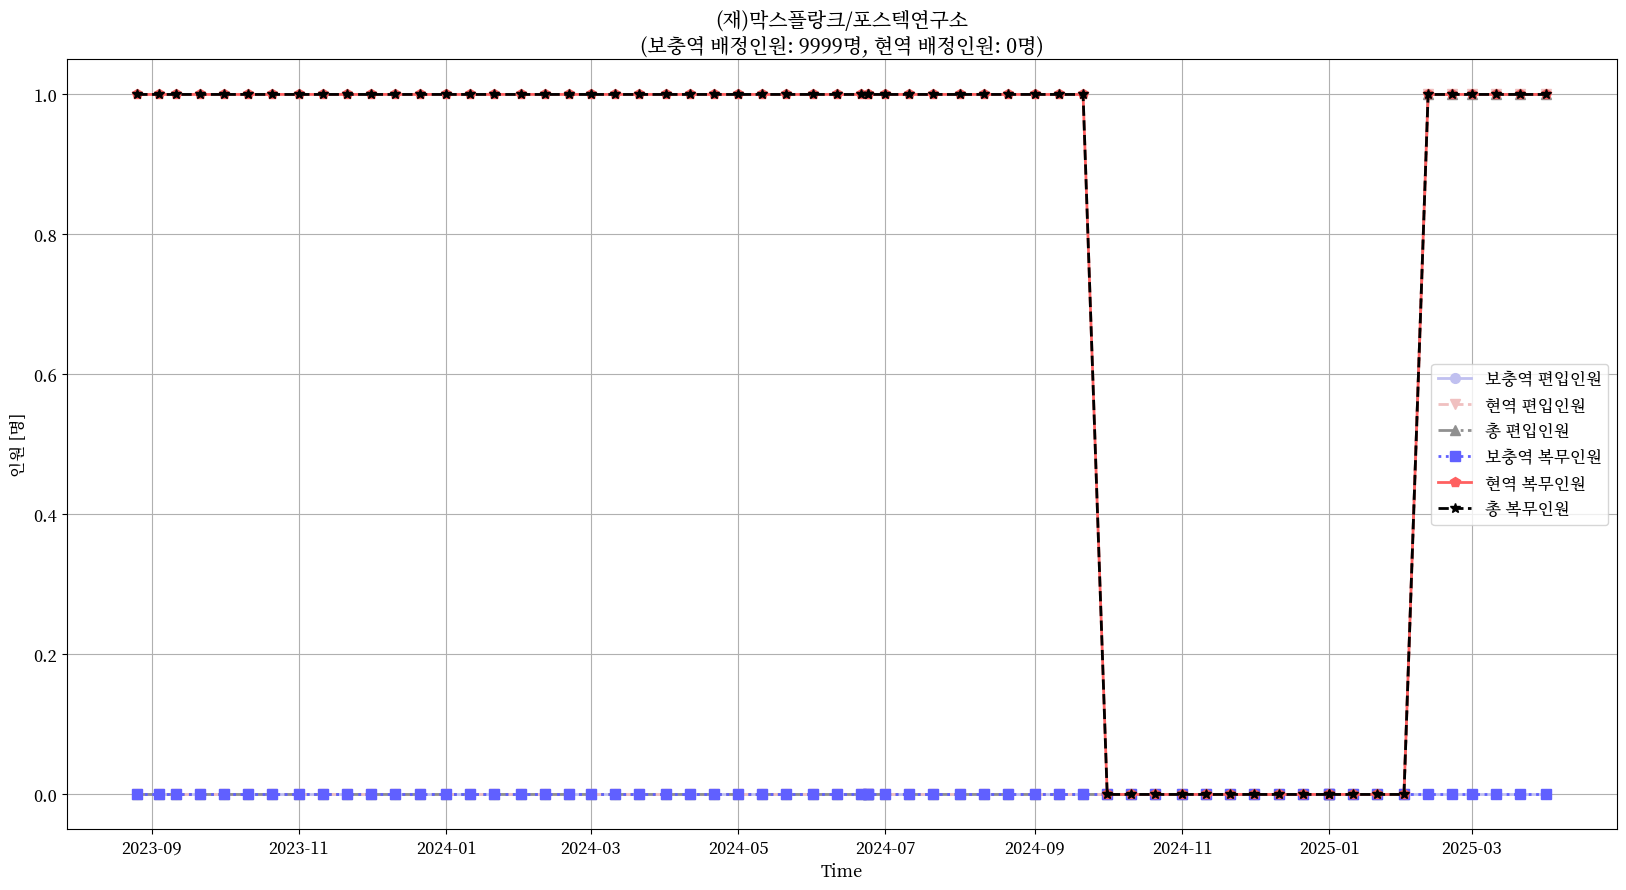 (재)막스플랑크/포스텍연구소
(보충역 배정인원: 9999명, 현역 배정인원: 0명)
인원 [명]
1.0
0.8
0.6
0.4
0.2
0.0
보충역 편입인원
현역 편입인원
총 편입인원
보충역 복무인원
현역 복무인원
총 복무인원
2023-09
2023-11
2024-01
2024-03
2024-05
2024-07
2024-09
2024-11
2025-01
2025-03
Time